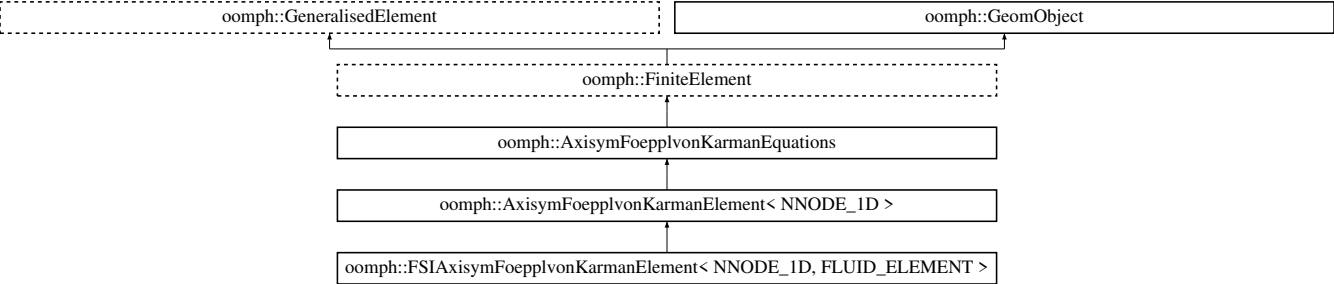 oomph::GeneralisedElement
oomph::GeomObject
oomph::FiniteElement
oomph::AxisymFoepplvonKarmanEquations
oomph::AxisymFoepplvonKarmanElement< NNODE_1D >
oomph::FSIAxisymFoepplvonKarmanElement< NNODE_1D, FLUID_ELEMENT >